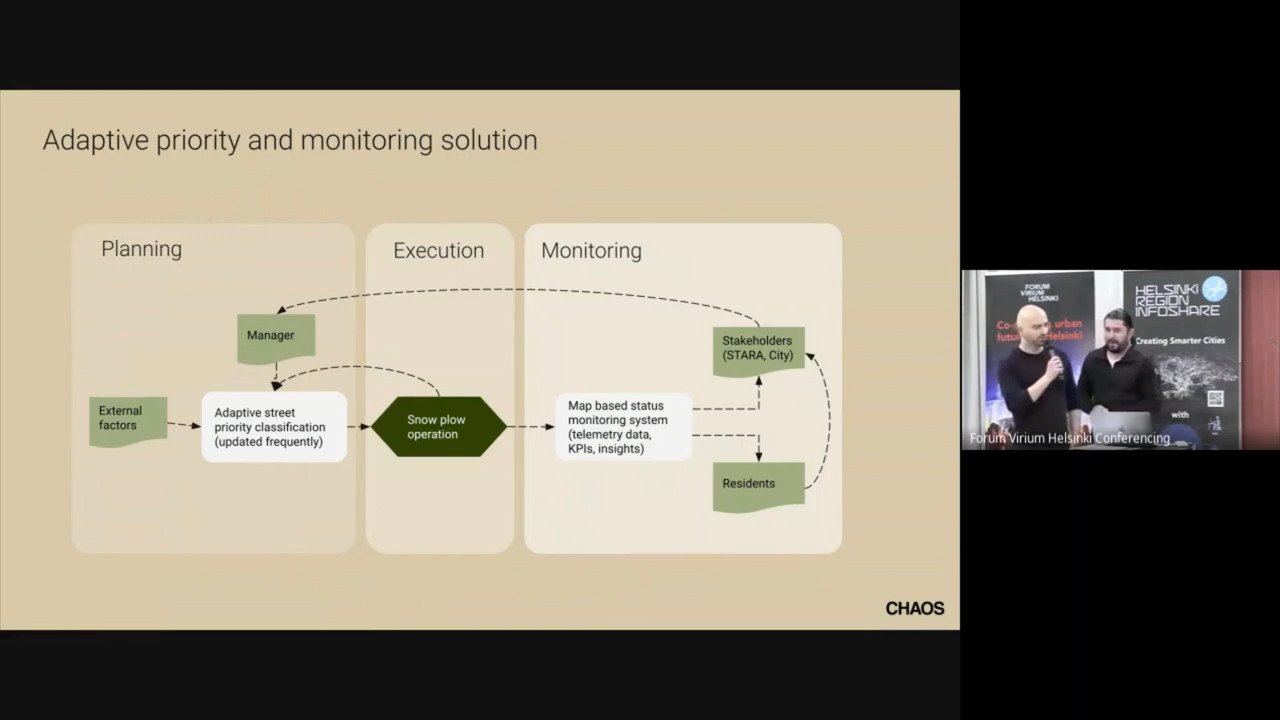 Adaptive priority and monitoring solution
Planning
Execution
Monitoring
Manager
Stakeholders
(STARA, City)
External
factors
Adaptive street
priority classification
(updated frequently)
Snow plow
operation
Map based status
monitoring system
(telemetry data,
KPIs, insights)
Residents
CHAOS
FORUM
VIRIUM
HELSINKI
urban
HELSINKI
REGION
INFOSHARE
Creating Smarter Cities
with
Forum Virium Helsinki Conferencing